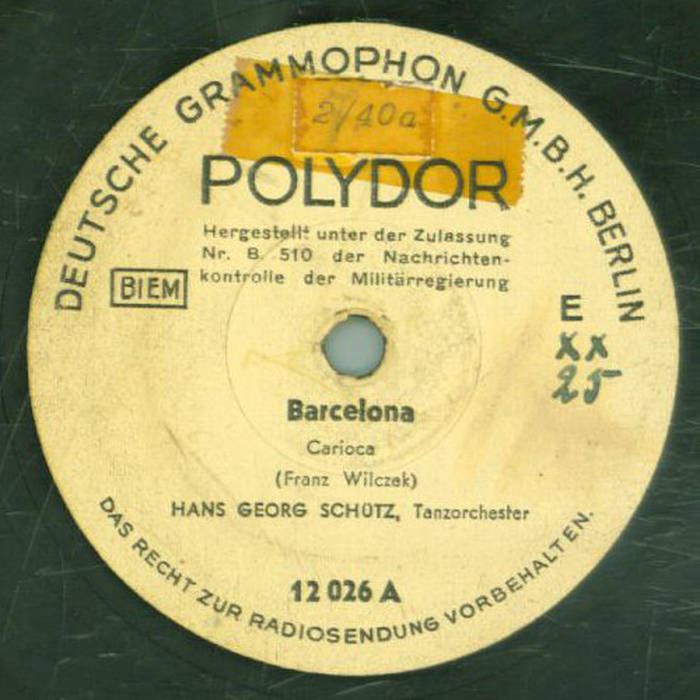 DEUTSCHE GRAMMOPHON G.M.B.H. BERLIN
2/40a
POLYDOR
Hergestellt unter der Zulassung
Nr. B. 510 der Nachrichten-
kontrolle der Militärregierung
BIEM
E
xx
25
Barcelona
Carioca
(Franz Wilczek)
HANS GEORG SCHÜTZ, Tanzorchester
12 026 A
DAS RECHT ZUR RADIOSENDUNG VORBEHALTEN.